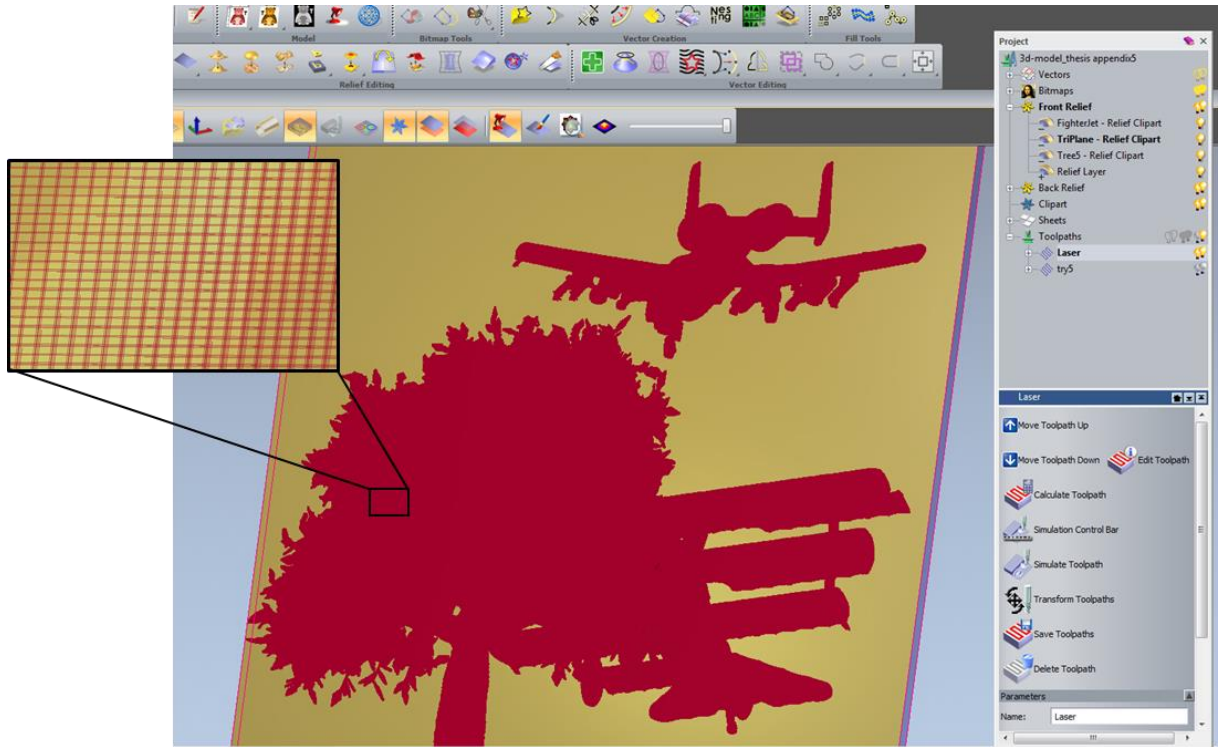 Nes
ting
Model
Bitmap Tools
Vector Creation
Fill Tools
Relief Editing
Vector Editing
Project
3d-model_thesis appendix5
Vectors
Bitmaps
Front Relief
FighterJet - Relief Clipart
TriPlane - Relief Clipart
Tree5 - Relief Clipart
Relief Layer
Back Relief
Clipart
Sheets
Toolpaths
Laser
try5
Laser
Move Toolpath Up
Move Toolpath Down Edit Toolpath
Calculate Toolpath
Simulation Control Bar
Simulate Toolpath
Transform Toolpaths
Save Toolpaths
Delete Toolpath
Parameters
Name: Laser